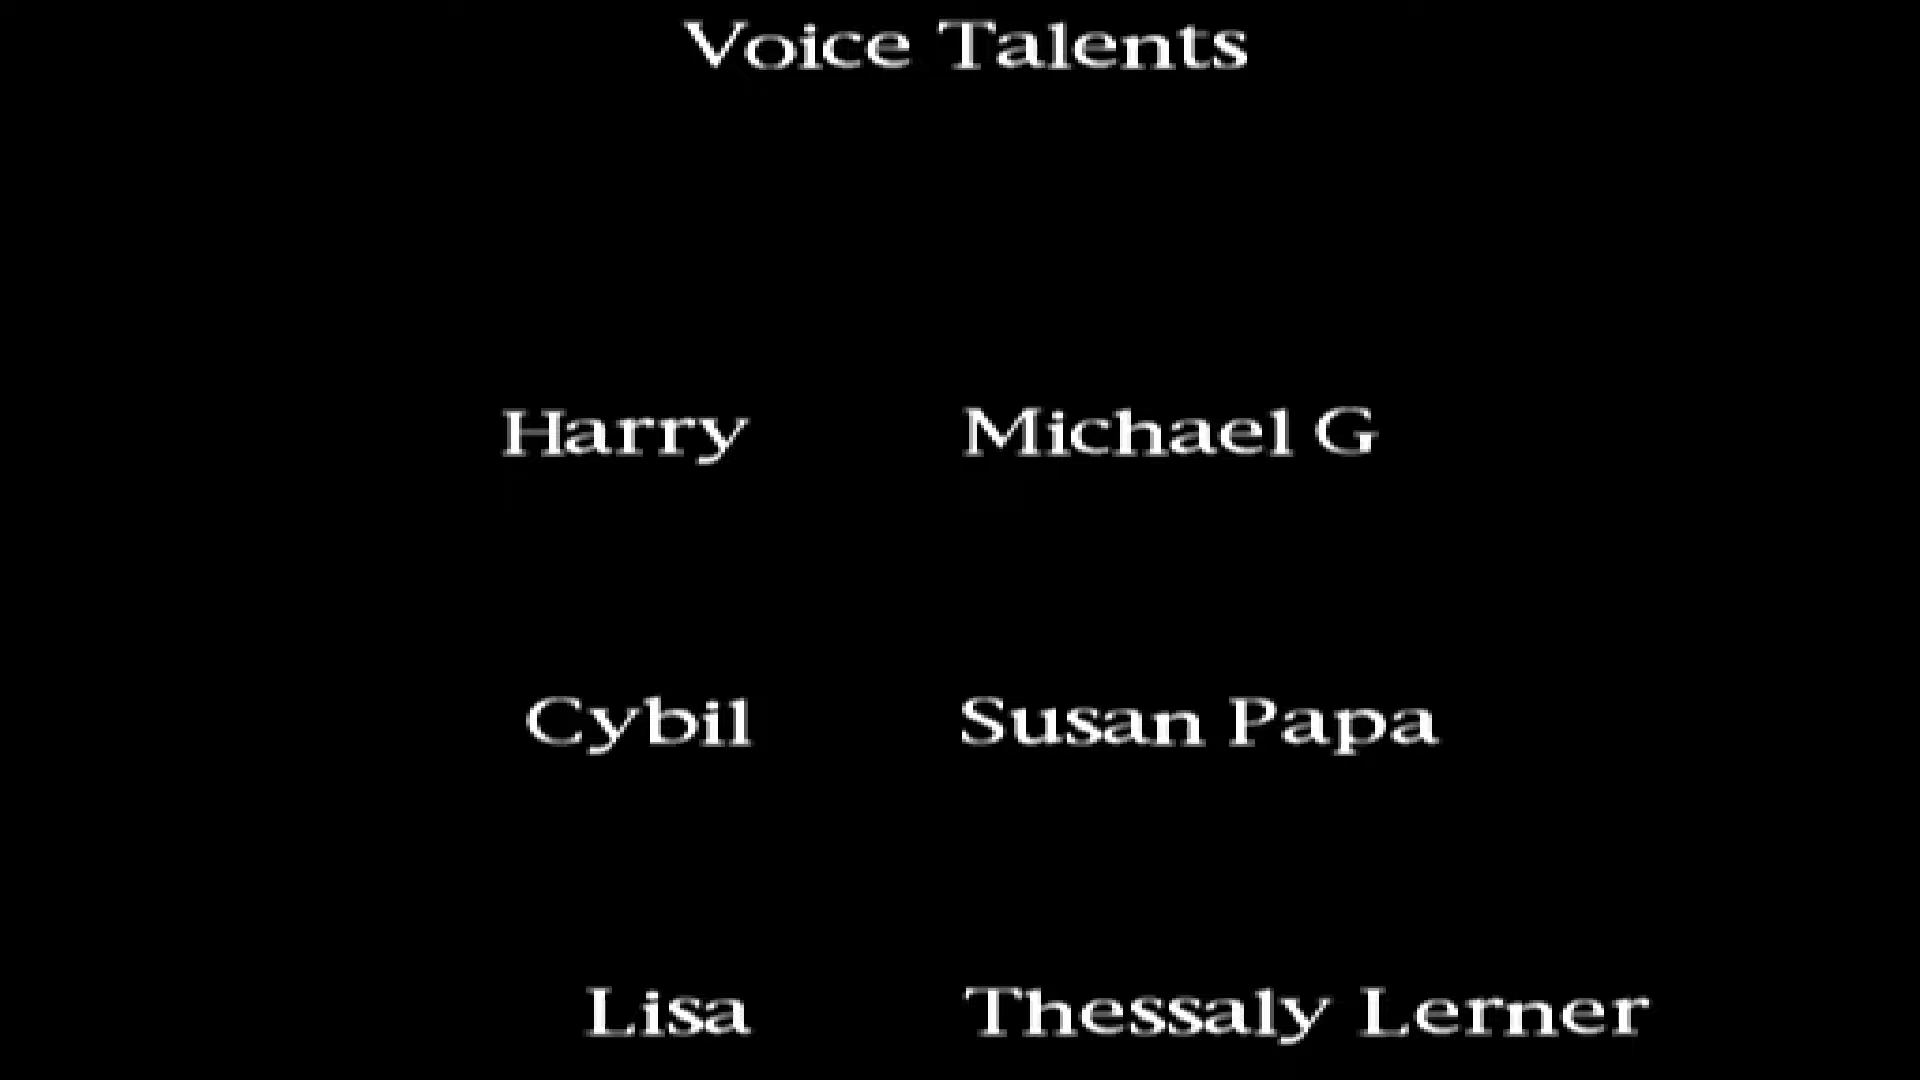 Voice Talents
Harry Michael G
Cybil Susan Papa
Lisa Thessaly Lerner